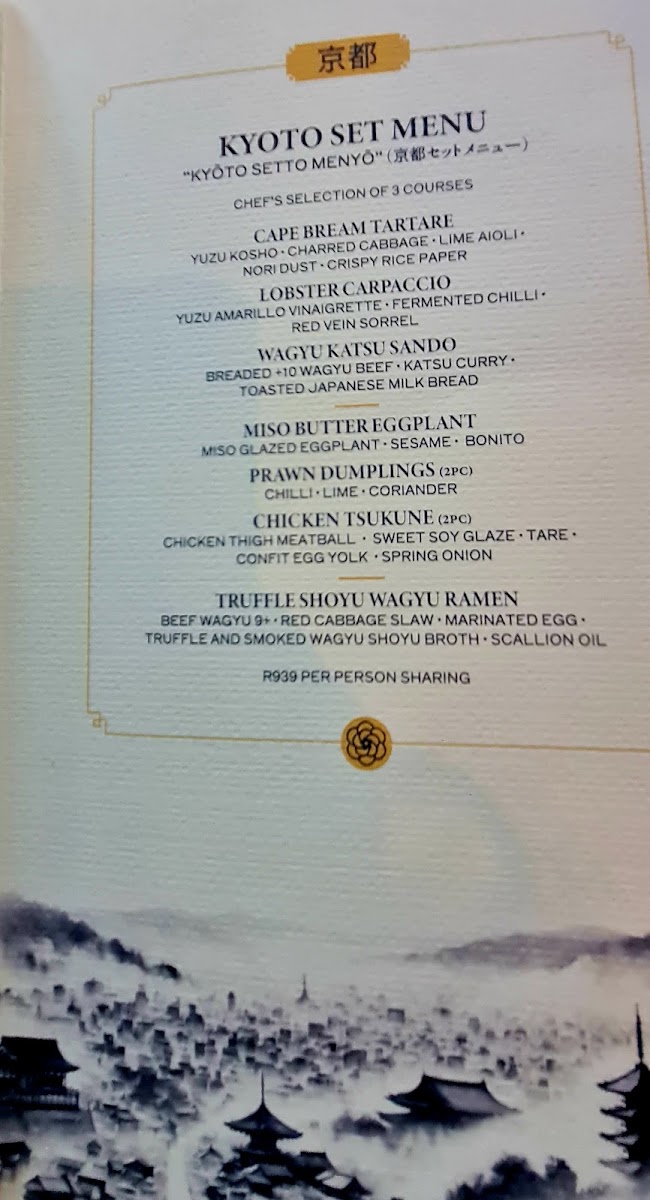 京都
KYOTO SET MENU
"KYŌTO SETTO MENYŌ" (京都セットメニュー)
CHEF'S SELECTION OF 3 COURSES
CAPE BREAM TARTARE
YUZU KOSHO · CHARRED CABBAGE · LIME AIOLI ·
NORI DUST · CRISPY RICE PAPER
LOBSTER CARPACCIO
YUZU AMARILLO VINAIGRETTE · FERMENTED CHILLI ·
RED VEIN SORREL
WAGYU KATSU SANDO
BREADED +10 WAGYU BEEF · KATSU CURRY ·
TOASTED JAPANESE MILK BREAD
MISO BUTTER EGGPLANT
MISO GLAZED EGGPLANT · SESAME · BONITO
PRAWN DUMPLINGS (2PC)
CHILLI · LIME · CORIANDER
CHICKEN TSUKUNE (2PC)
CHICKEN THIGH MEATBALL · SWEET SOY GLAZE · TARE ·
CONFIT EGG YOLK · SPRING ONION
TRUFFLE SHOYU WAGYU RAMEN
BEEF WAGYU 9+ · RED CABBAGE SLAW · MARINATED EGG ·
TRUFFLE AND SMOKED WAGYU SHOYU BROTH · SCALLION OIL
R939 PER PERSON SHARING